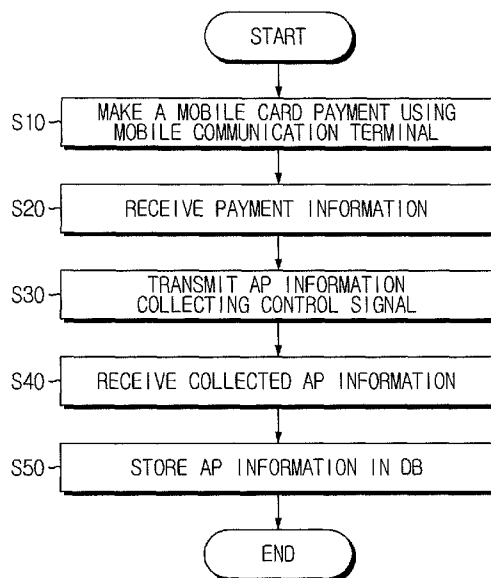 START
S10
MAKE A MOBILE CARD PAYMENT USING
MOBILE COMMUNICATION TERMINAL
S20
RECEIVE PAYMENT INFORMATION
S30
TRANSMIT AP INFORMATION
COLLECTING CONTROL SIGNAL
S40
RECEIVE COLLECTED AP INFORMATION
S50
STORE AP INFORMATION IN DB
END